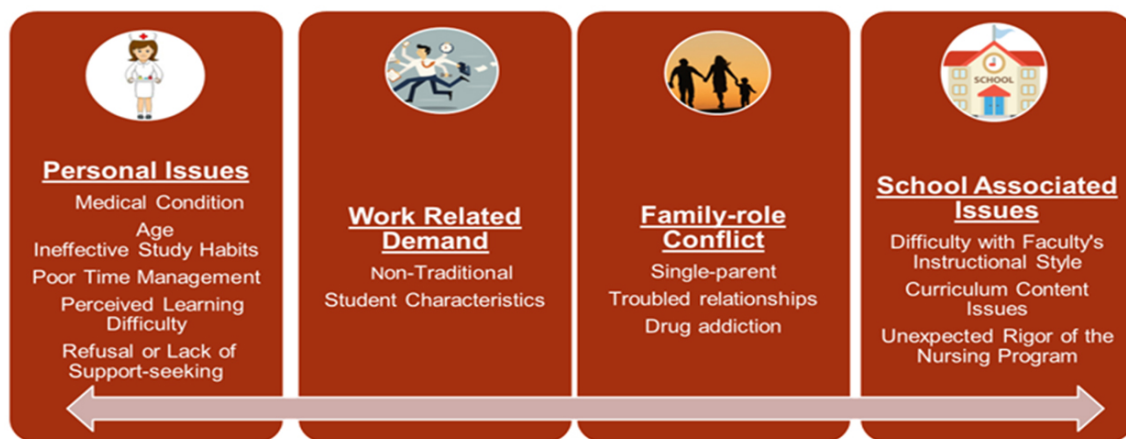 Personal Issues
Medical Condition
Age
Ineffective Study Habits
Poor Time Management
Perceived Learning
Difficulty
Refusal or Lack of
Support-seeking
Work Related
Demand
Non-Traditional
Student Characteristics
Family-role
Conflict
Single-parent
Troubled relationships
Drug addiction
SCHOOL
School Associated
Issues
Difficulty with Faculty's
Instructional Style
Curriculum Content
Issues
Unexpected Rigor of the
Nursing Program